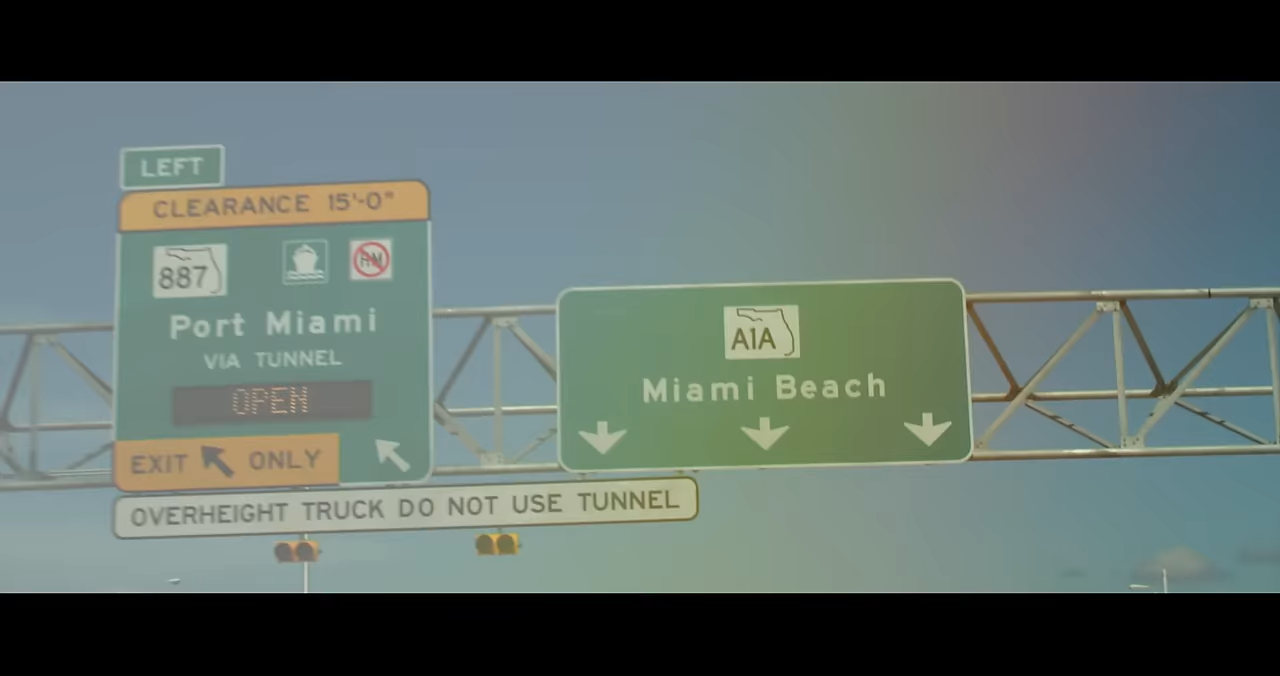 LEFT
CLEARANCE 15'-0"
887
HM
Port Miami
VIA TUNNEL
OPEN
EXIT ONLY
A1A
Miami Beach
OVERHEIGHT TRUCK DO NOT USE TUNNEL